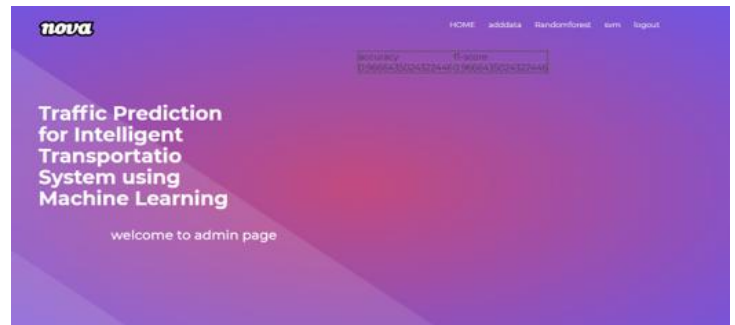 nova
HOME adddata Randomforest svm logout
accuracy f1-score
Traffic Prediction
for Intelligent
Transportatio
System using
Machine Learning
welcome to admin page